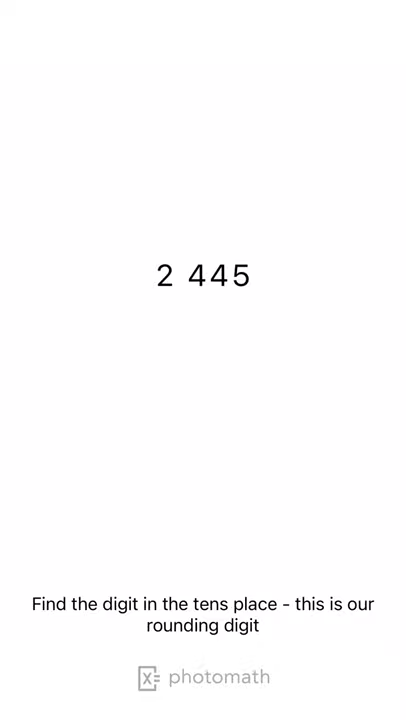 2 445
Find the digit in the tens place - this is our
rounding digit
photomath